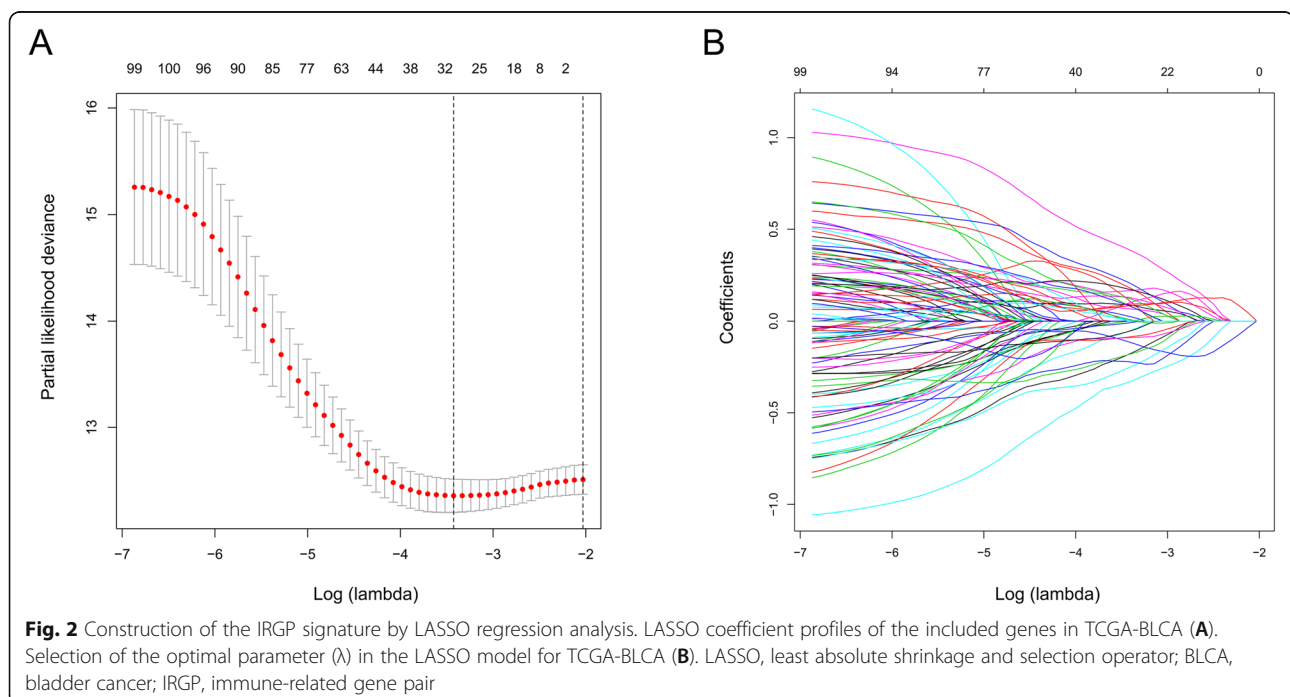 A
99 100 96 90 85 77 63 44 38 32 25 18 8 2
16
15
14
13
Partial likelihood deviance
−7 −6 −5 −4 −3 −2
Log (lambda)
B
99 94 77 40 22 0
1.0
0.5
0.0
−0.5
−1.0
Coefficients
−7 −6 −5 −4 −3 −2
Log (lambda)
Fig. 2 Construction of the IRGP signature by LASSO regression analysis. LASSO coefficient profiles of the included genes in TCGA-BLCA (A).
Selection of the optimal parameter (λ) in the LASSO model for TCGA-BLCA (B). LASSO, least absolute shrinkage and selection operator; BLCA,
bladder cancer; IRGP, immune-related gene pair